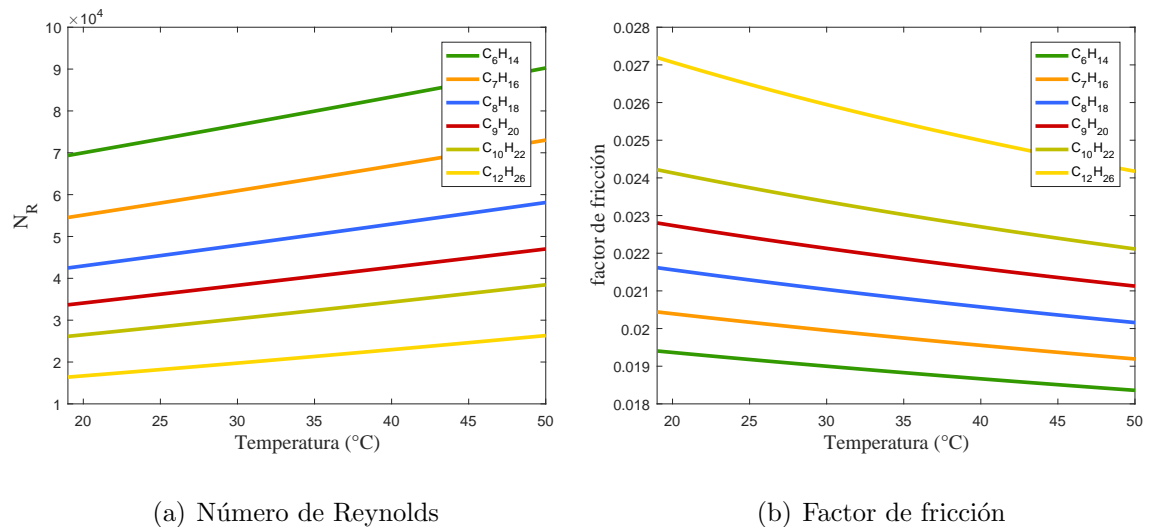 ×10⁴
10
9
8
7
6
5
4
3
2
1
N_R
20 25 30 35 40 45 50
Temperatura (°C)
C₆H₁₄
C₇H₁₆
C₈H₁₈
C₉H₂₀
C₁₀H₂₂
C₁₂H₂₆
(a) Número de Reynolds
0.028
0.027
0.026
0.025
0.024
0.023
0.022
0.021
0.02
0.019
0.018
factor de fricción
20 25 30 35 40 45 50
Temperatura (°C)
C₆H₁₄
C₇H₁₆
C₈H₁₈
C₉H₂₀
C₁₀H₂₂
C₁₂H₂₆
(b) Factor de fricción